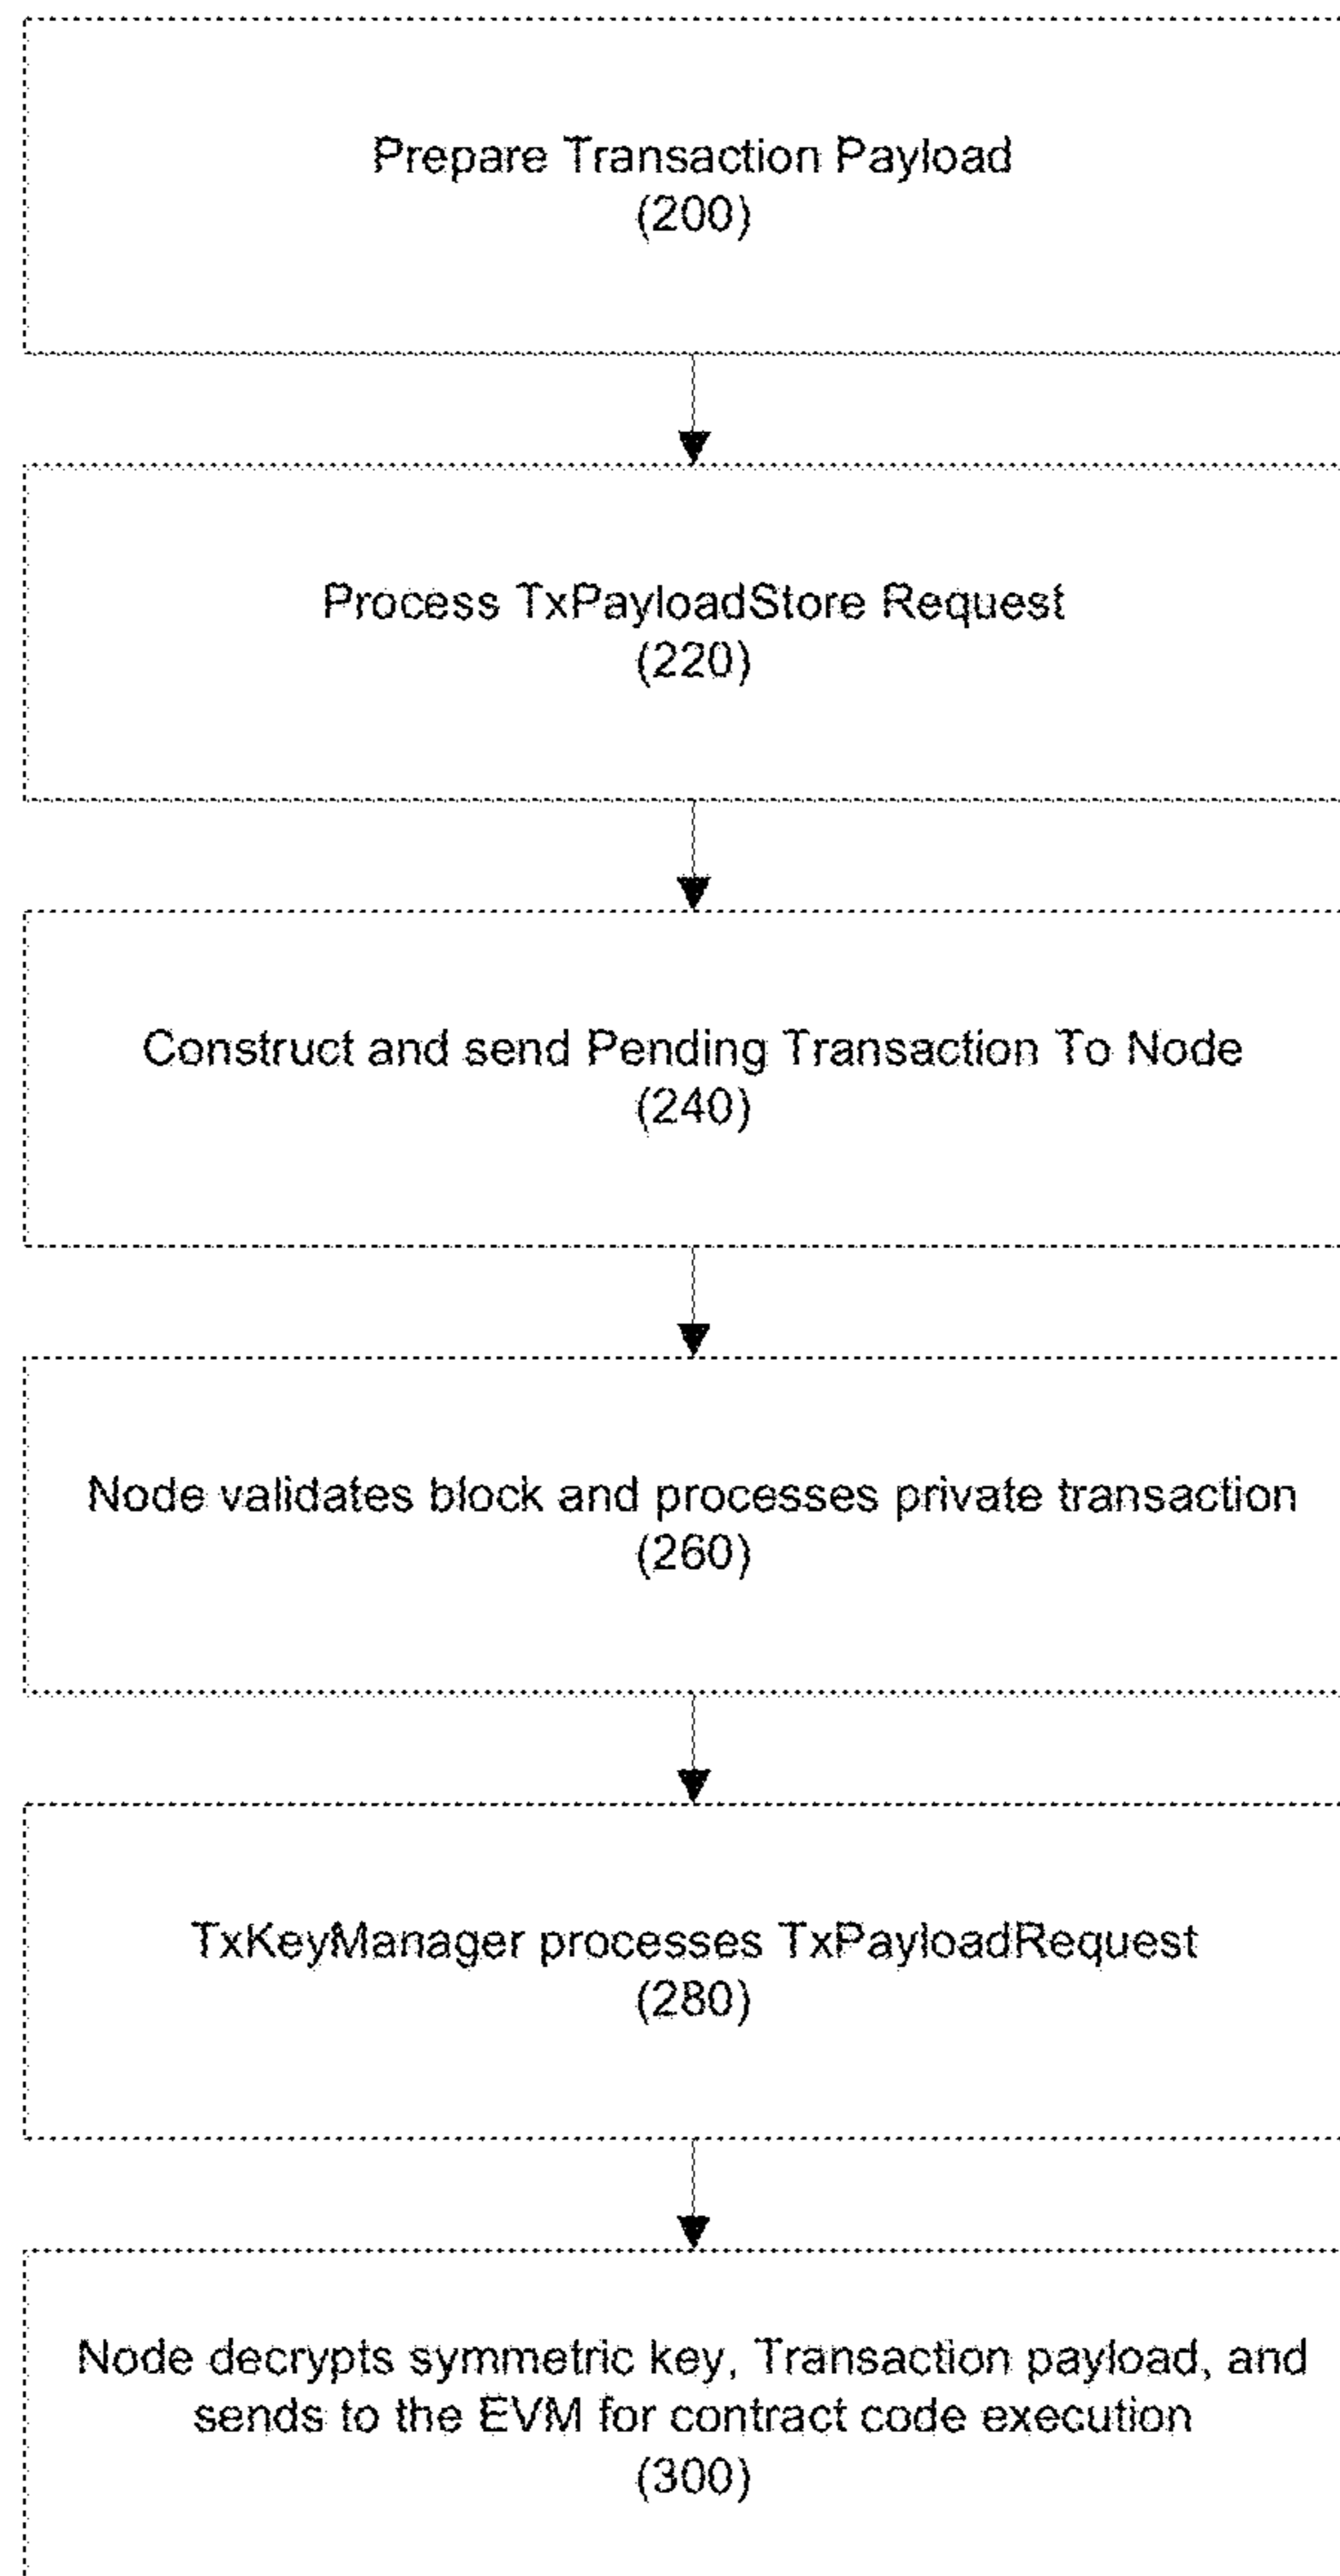 Prepare Transaction Payload
(200)
Process TxPayloadStore Request
(220)
Construct and send Pending Transaction To Node
(240)
Node validates block and processes private transaction
(260)
TxKeyManager processes TxPayloadRequest
(280)
Node decrypts symmetric key, Transaction payload, and
sends to the EVM for contract code execution
(300)